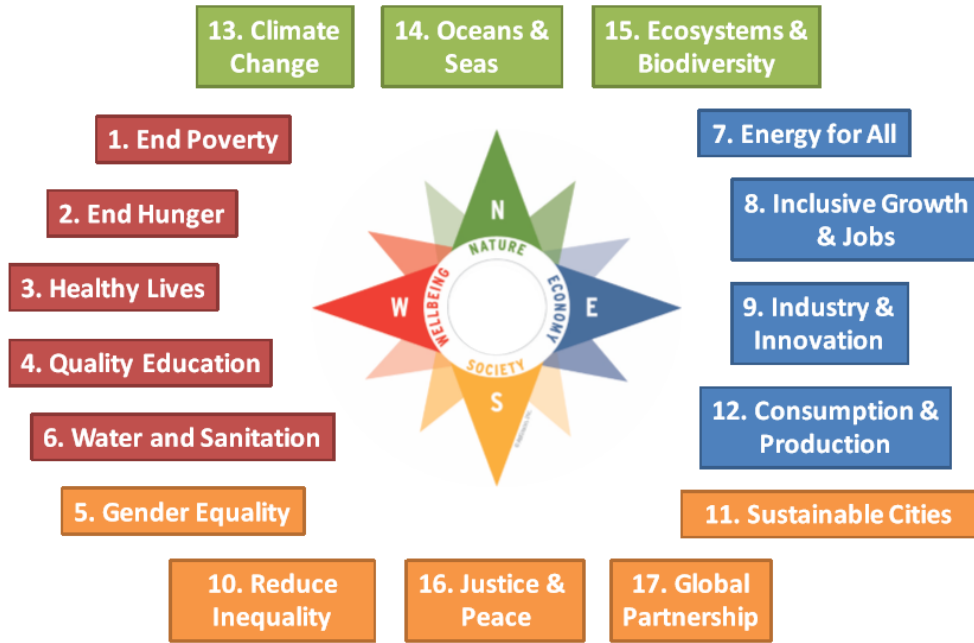 13. Climate
Change
14. Oceans &
Seas
15. Ecosystems &
Biodiversity
1. End Poverty
2. End Hunger
3. Healthy Lives
4. Quality Education
6. Water and Sanitation
5. Gender Equality
N
NATURE
W
WELLBEING
ECONOMY
E
SOCIETY
S
7. Energy for All
8. Inclusive Growth
& Jobs
9. Industry &
Innovation
12. Consumption &
Production
11. Sustainable Cities
10. Reduce
Inequality
16. Justice &
Peace
17. Global
Partnership